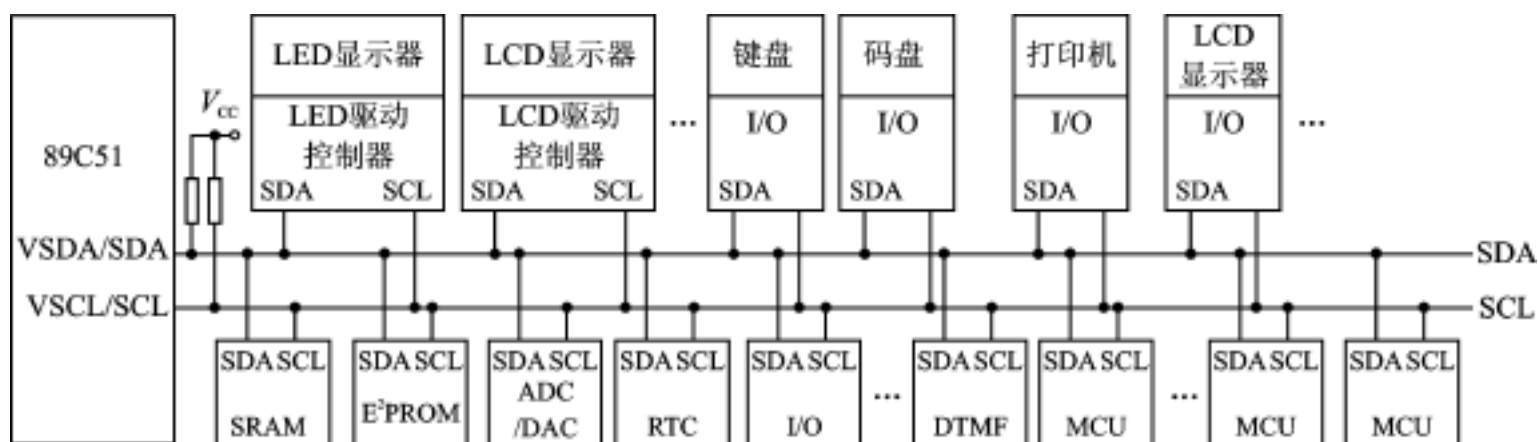 89C51
VSDA/SDA
VSCL/SCL
Vcc
LED显示器
LED驱动
控制器
SDA SCL
LCD显示器
LCD驱动
控制器
SDA SCL
...
键盘
I/O
SDA
码盘
I/O
SDA
打印机
I/O
SDA
LCD
显示器
I/O
SDA
...
SDA
SCL
SDA SCL
SRAM
SDA SCL
E²PROM
SDA SCL
ADC
/DAC
SDA SCL
RTC
SDA SCL
I/O
...
SDA SCL
DTMF
SDA SCL
MCU
...
SDA SCL
MCU
SDA SCL
MCU